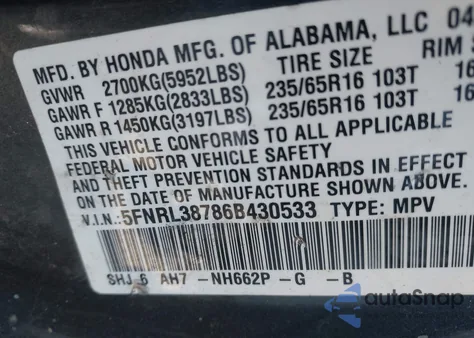 MFD. BY HONDA MFG. OF ALABAMA, LLC 04
GVWR 2700KG(5952LBS) TIRE SIZE RIM
GAWR F 1285KG(2833LBS) 235/65R16 103T 16
GAWR R 1450KG(3197LBS) 235/65R16 103T 16
THIS VEHICLE CONFORMS TO ALL APPLICABLE
FEDERAL MOTOR VEHICLE SAFETY
AND THEFT PREVENTION STANDARDS IN EFFECT
ON THE DATE OF MANUFACTURE SHOWN ABOVE.
V.I.N.:5FNRL38786B430533 TYPE: MPV
SHJ 6 AH7 -NH662P -G -B
autoSnap